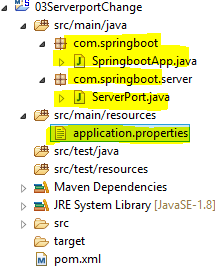 03ServerportChange
src/main/java
com.springboot
SpringbootApp.java
com.springboot.server
ServerPort.java
src/main/resources
application.properties
src/test/java
src/test/resources
Maven Dependencies
JRE System Library [JavaSE-1.8]
src
target
pom.xml